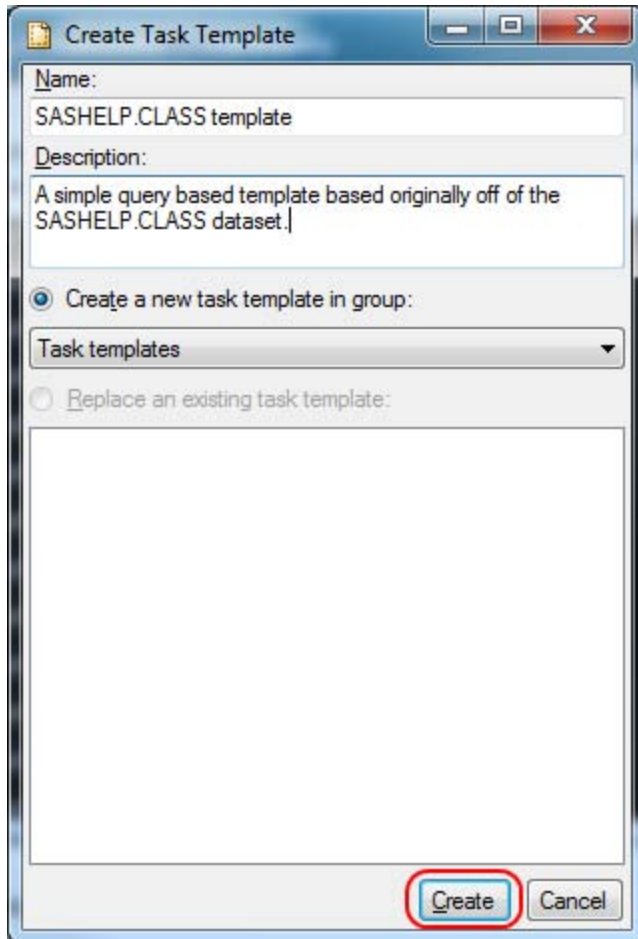 Create Task Template
Name:
SASHELP.CLASS template
Description:
A simple query based template based originally off of the
SASHELP.CLASS dataset.
Create a new task template in group:
Task templates
Replace an existing task template:
Create Cancel